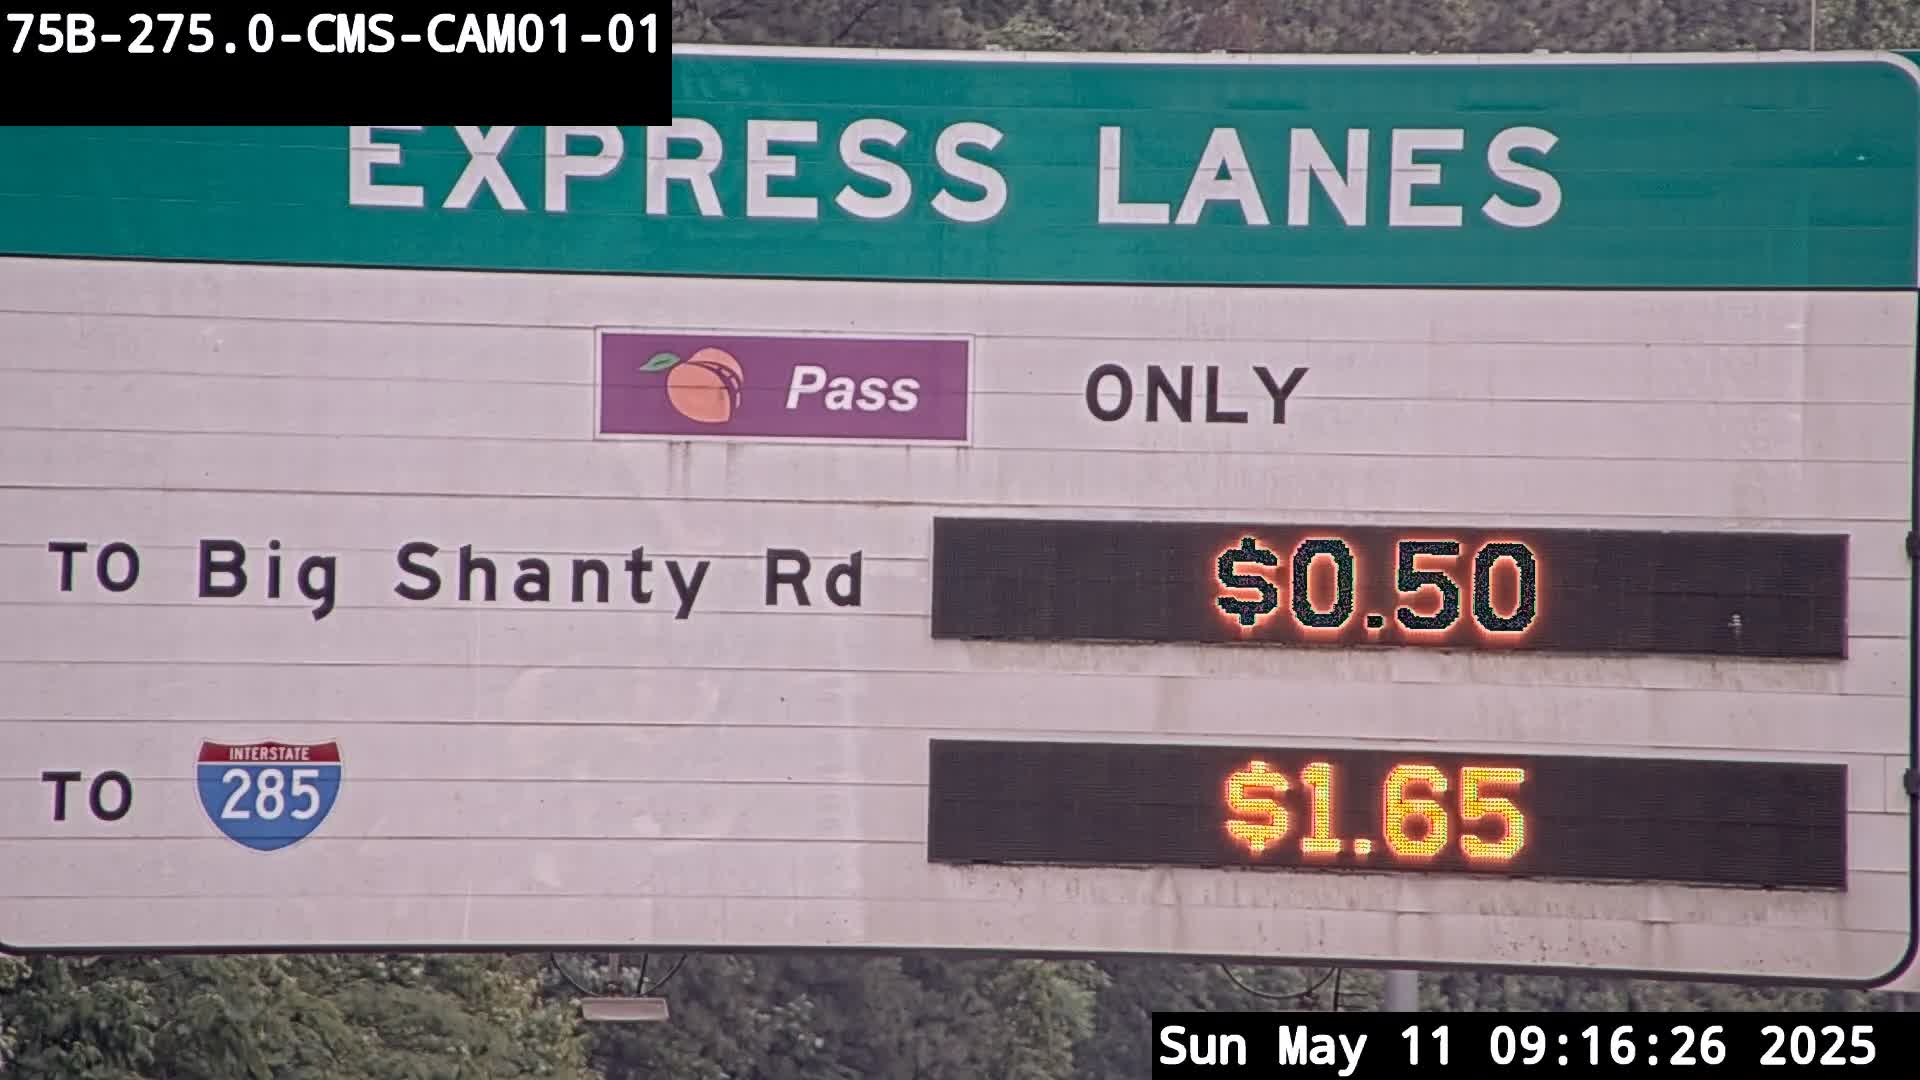 75B-275.0-CMS-CAM01-01
EXPRESS LANES
Pass ONLY
TO Big Shanty Rd $0.50
TO INTERSTATE 285 $1.65
Sun May 11 09:16:26 2025